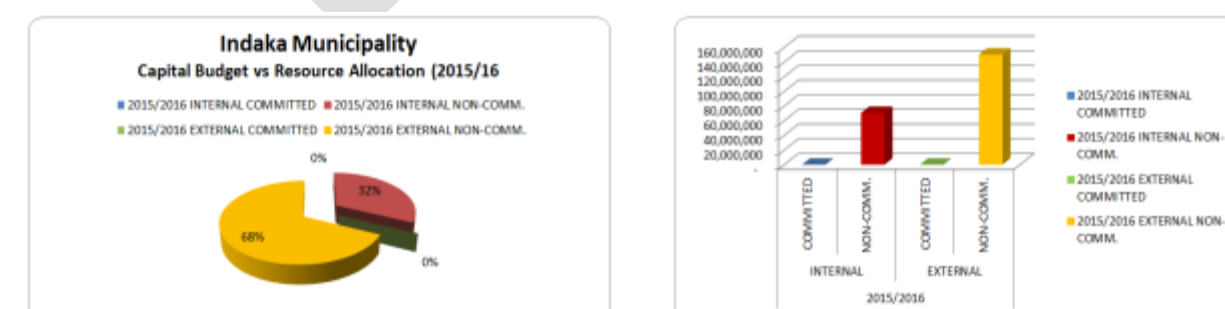 Indaka Municipality
Capital Budget vs Resource Allocation (2015/16
2015/2016 INTERNAL COMMITTED 2015/2016 INTERNAL NON-COMM.
2015/2016 EXTERNAL COMMITTED 2015/2016 EXTERNAL NON-COMM.
0%
32%
68%
0%
160,000,000
140,000,000
120,000,000
100,000,000
80,000,000
60,000,000
40,000,000
20,000,000
-
COMMITTED
NON-COMM.
COMMITTED
NON-COMM.
INTERNAL
EXTERNAL
2015/2016
2015/2016 INTERNAL
COMMITTED
2015/2016 INTERNAL NON-
COMM.
2015/2016 EXTERNAL
COMMITTED
2015/2016 EXTERNAL NON-
COMM.